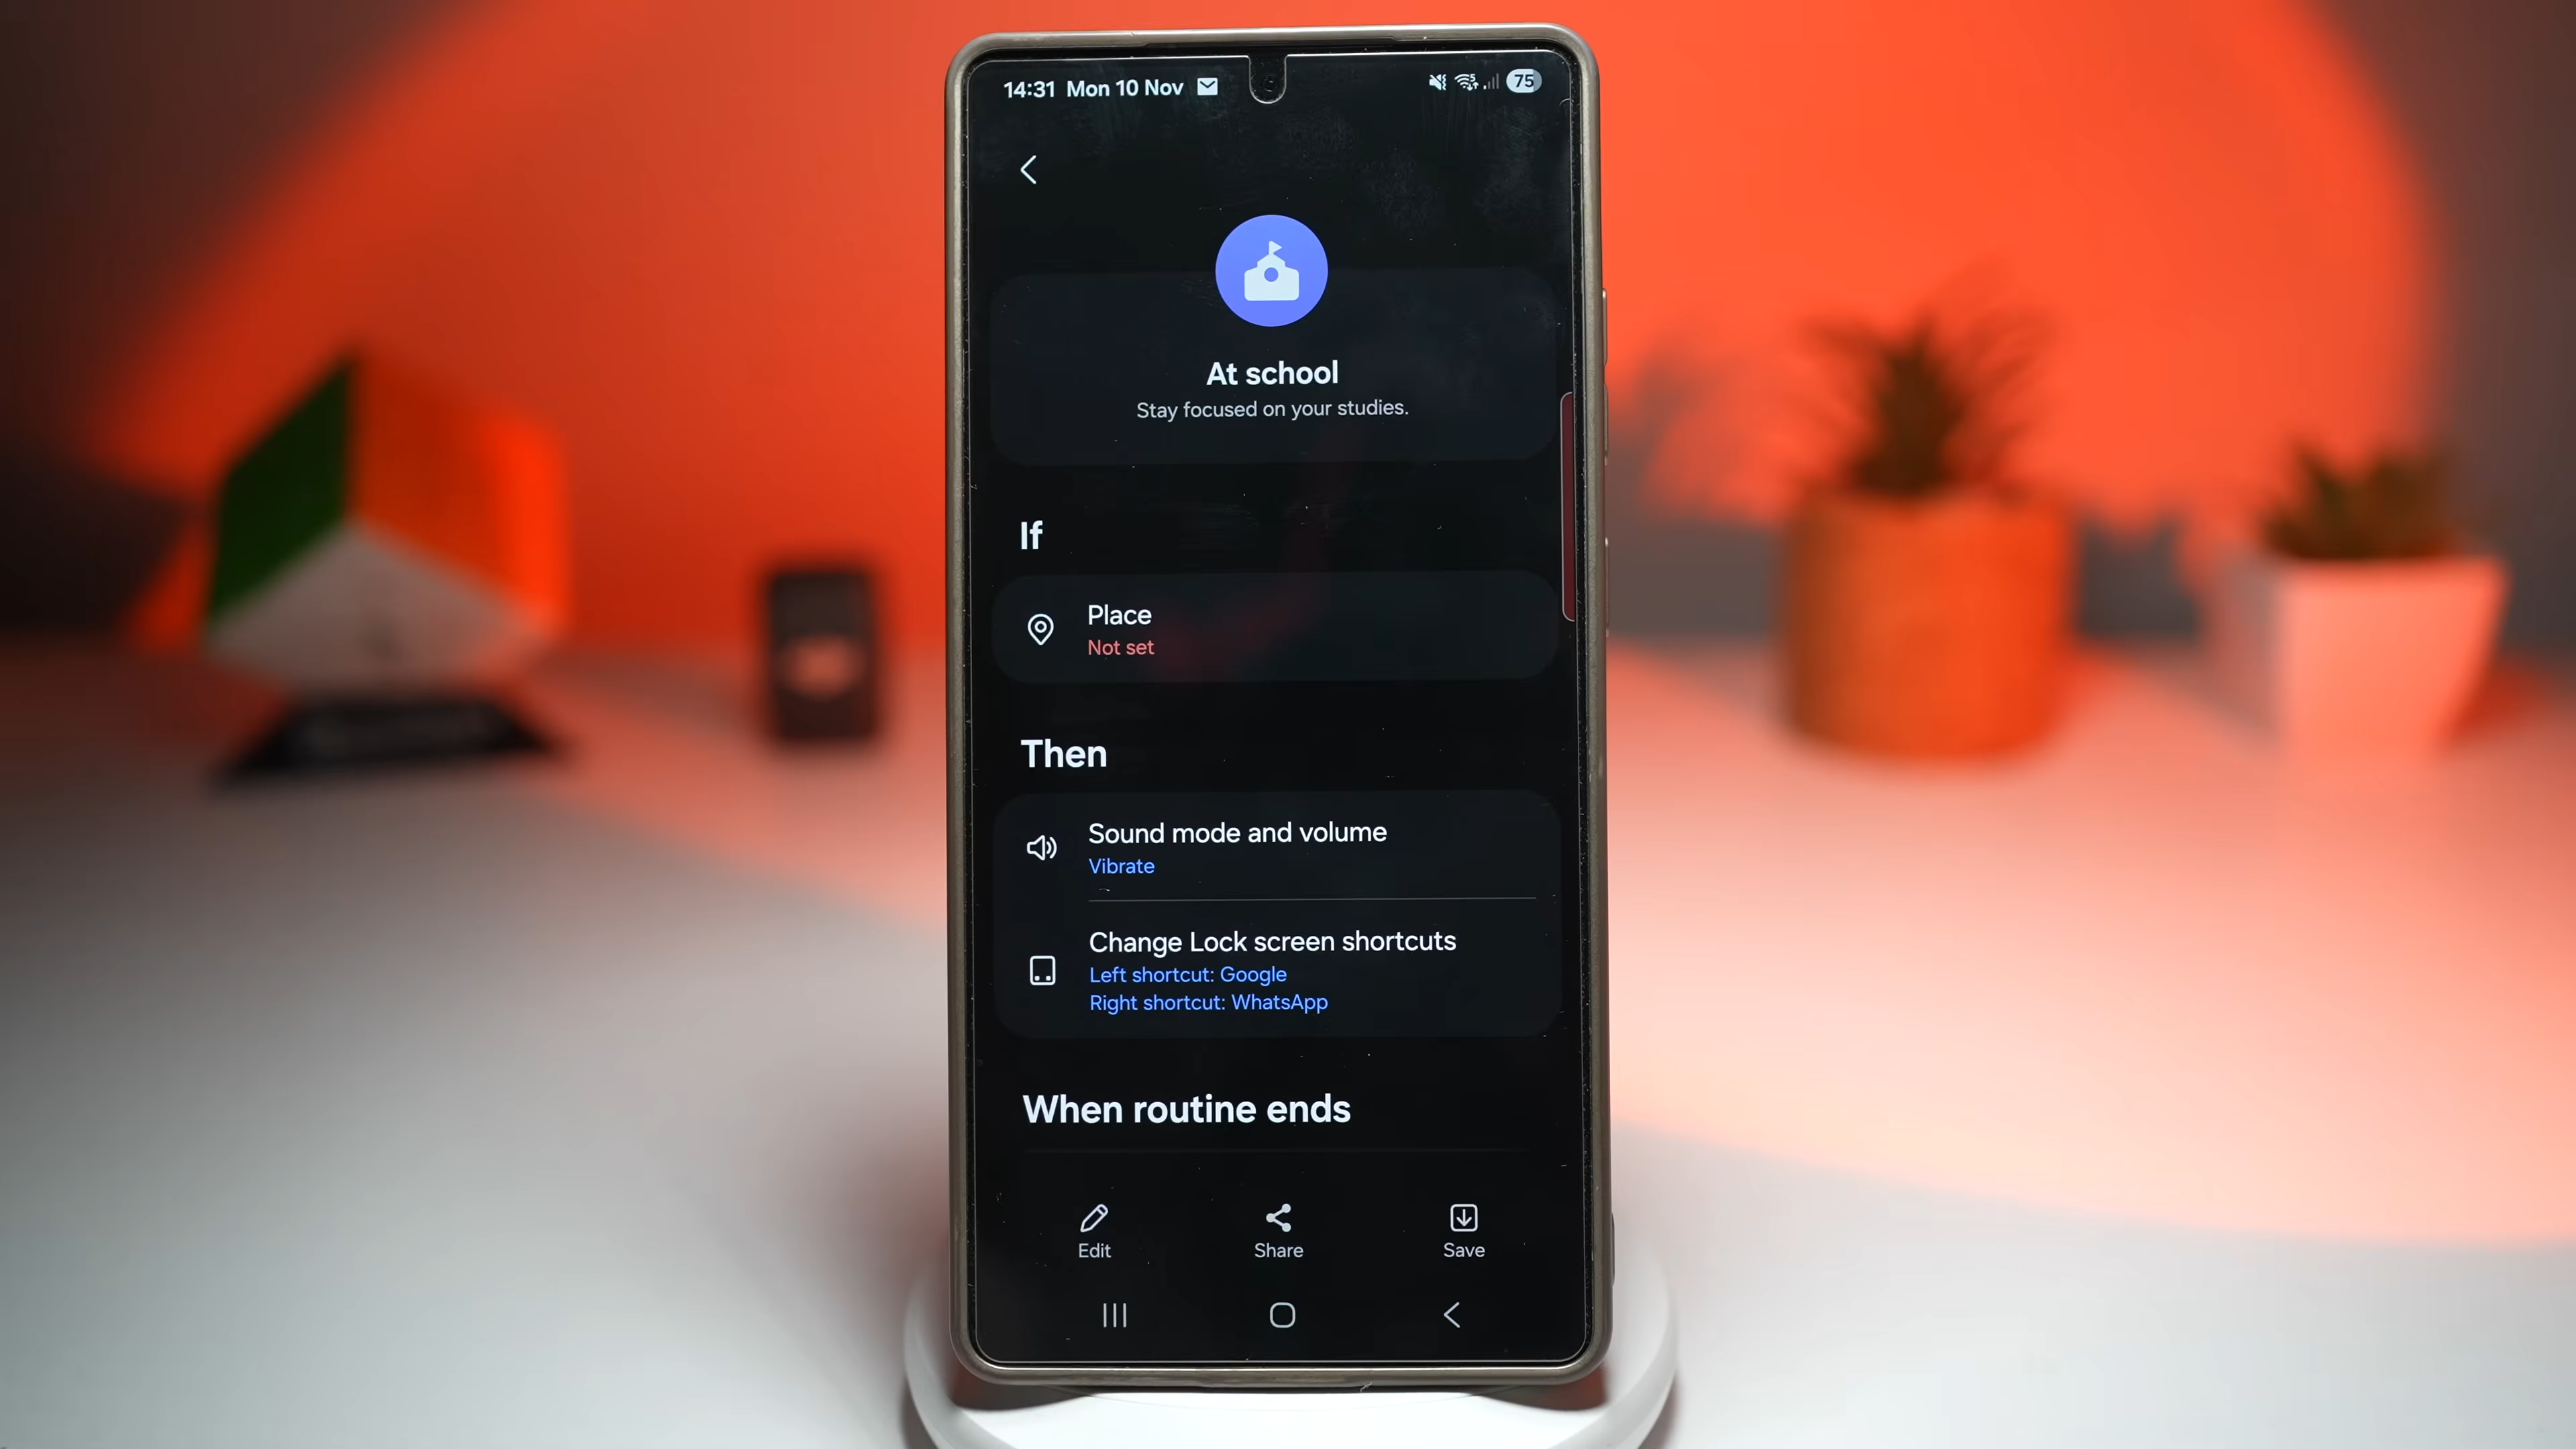 14:31 Mon 10 Nov
75
At school
Stay focused on your studies.
If
Place
Not set
Then
Sound mode and volume
Vibrate
Change Lock screen shortcuts
Left shortcut: Google
Right shortcut: WhatsApp
When routine ends
Edit Share Save